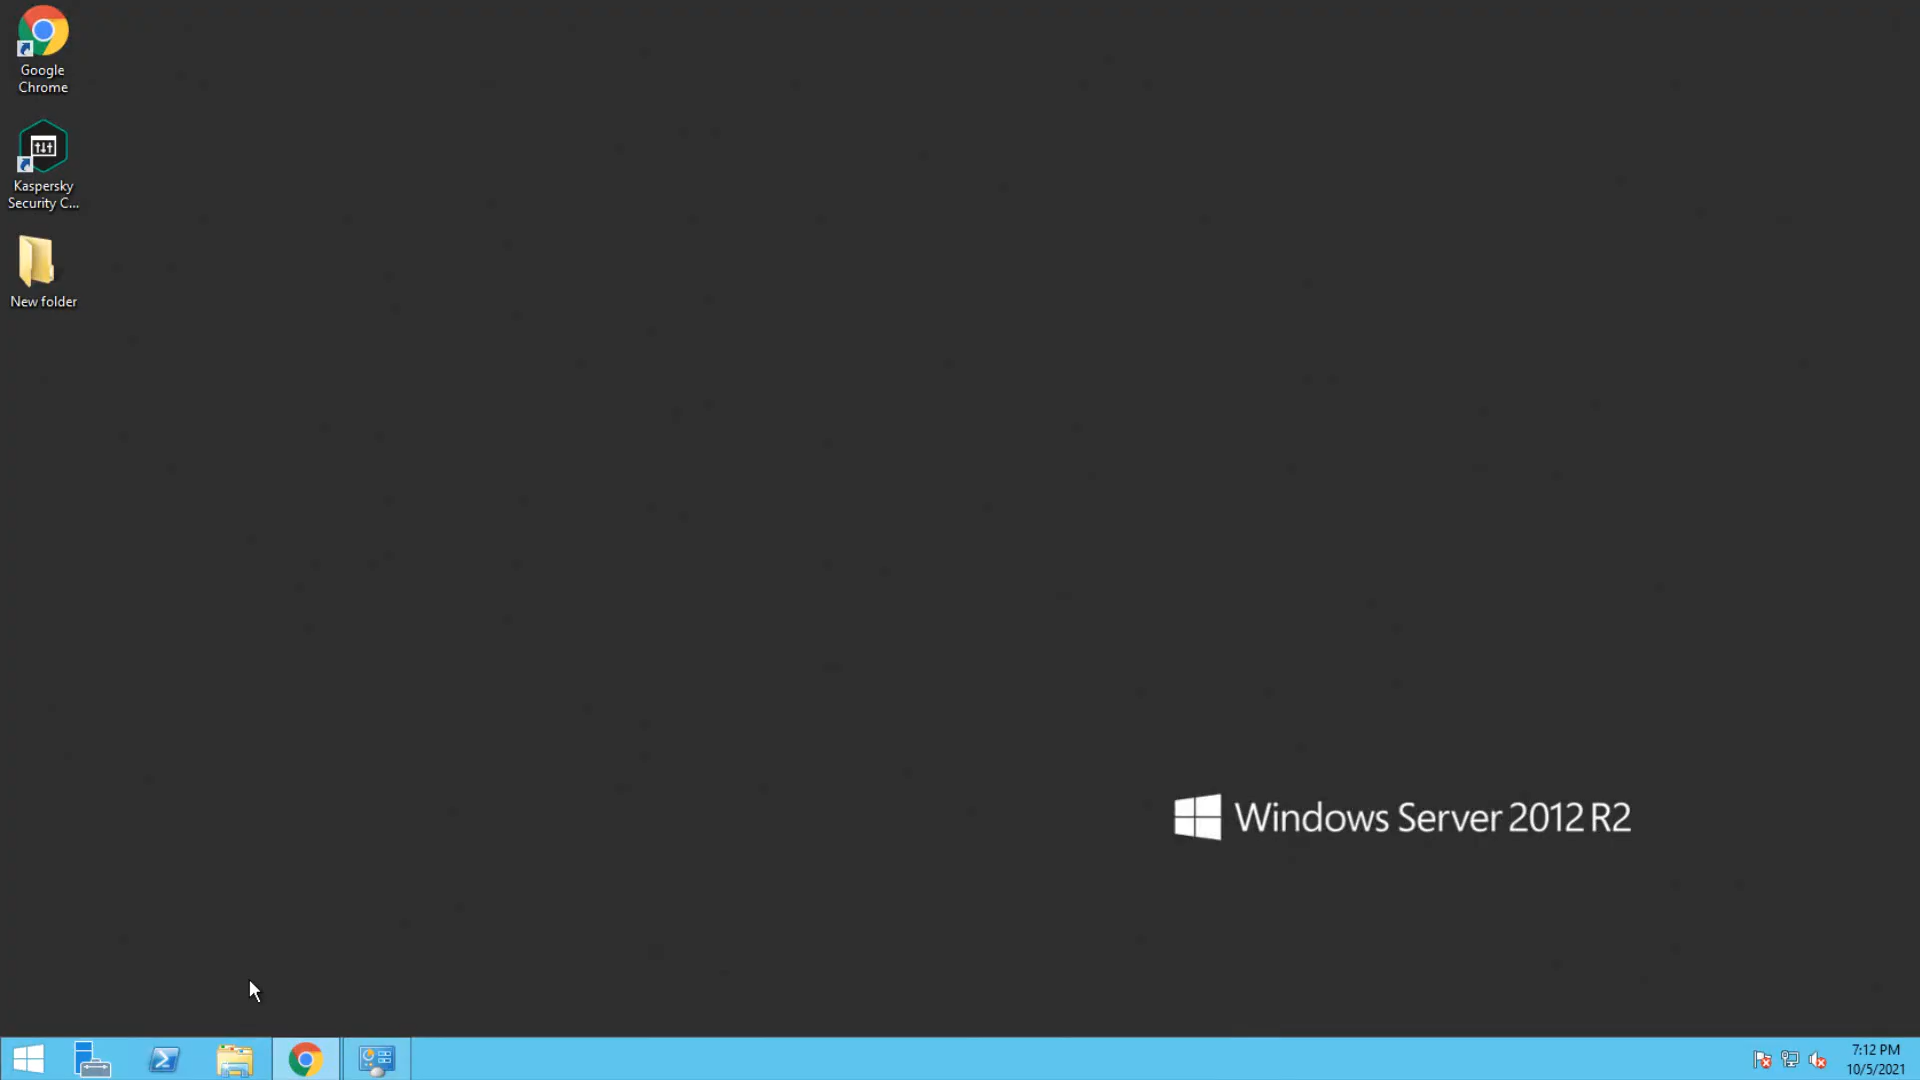 Google
Chrome
Kaspersky
Security C...
New folder
Windows Server 2012 R2
7:12 PM
10/5/2021